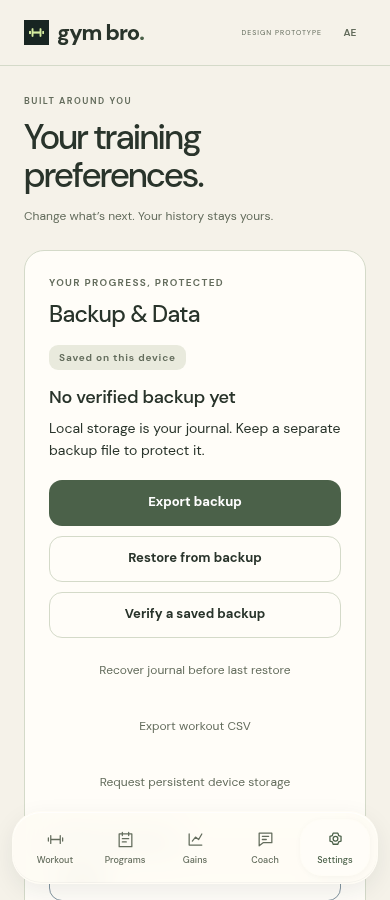 gym bro.
DESIGN PROTOTYPE
AE
BUILT AROUND YOU
Your training
preferences.
Change what’s next. Your history stays yours.
YOUR PROGRESS, PROTECTED
Backup & Data
Saved on this device
No verified backup yet
Local storage is your journal. Keep a separate
backup file to protect it.
Export backup
Restore from backup
Verify a saved backup
Recover journal before last restore
Export workout CSV
Request persistent device storage
Workout
Programs
Gains
Coach
Settings